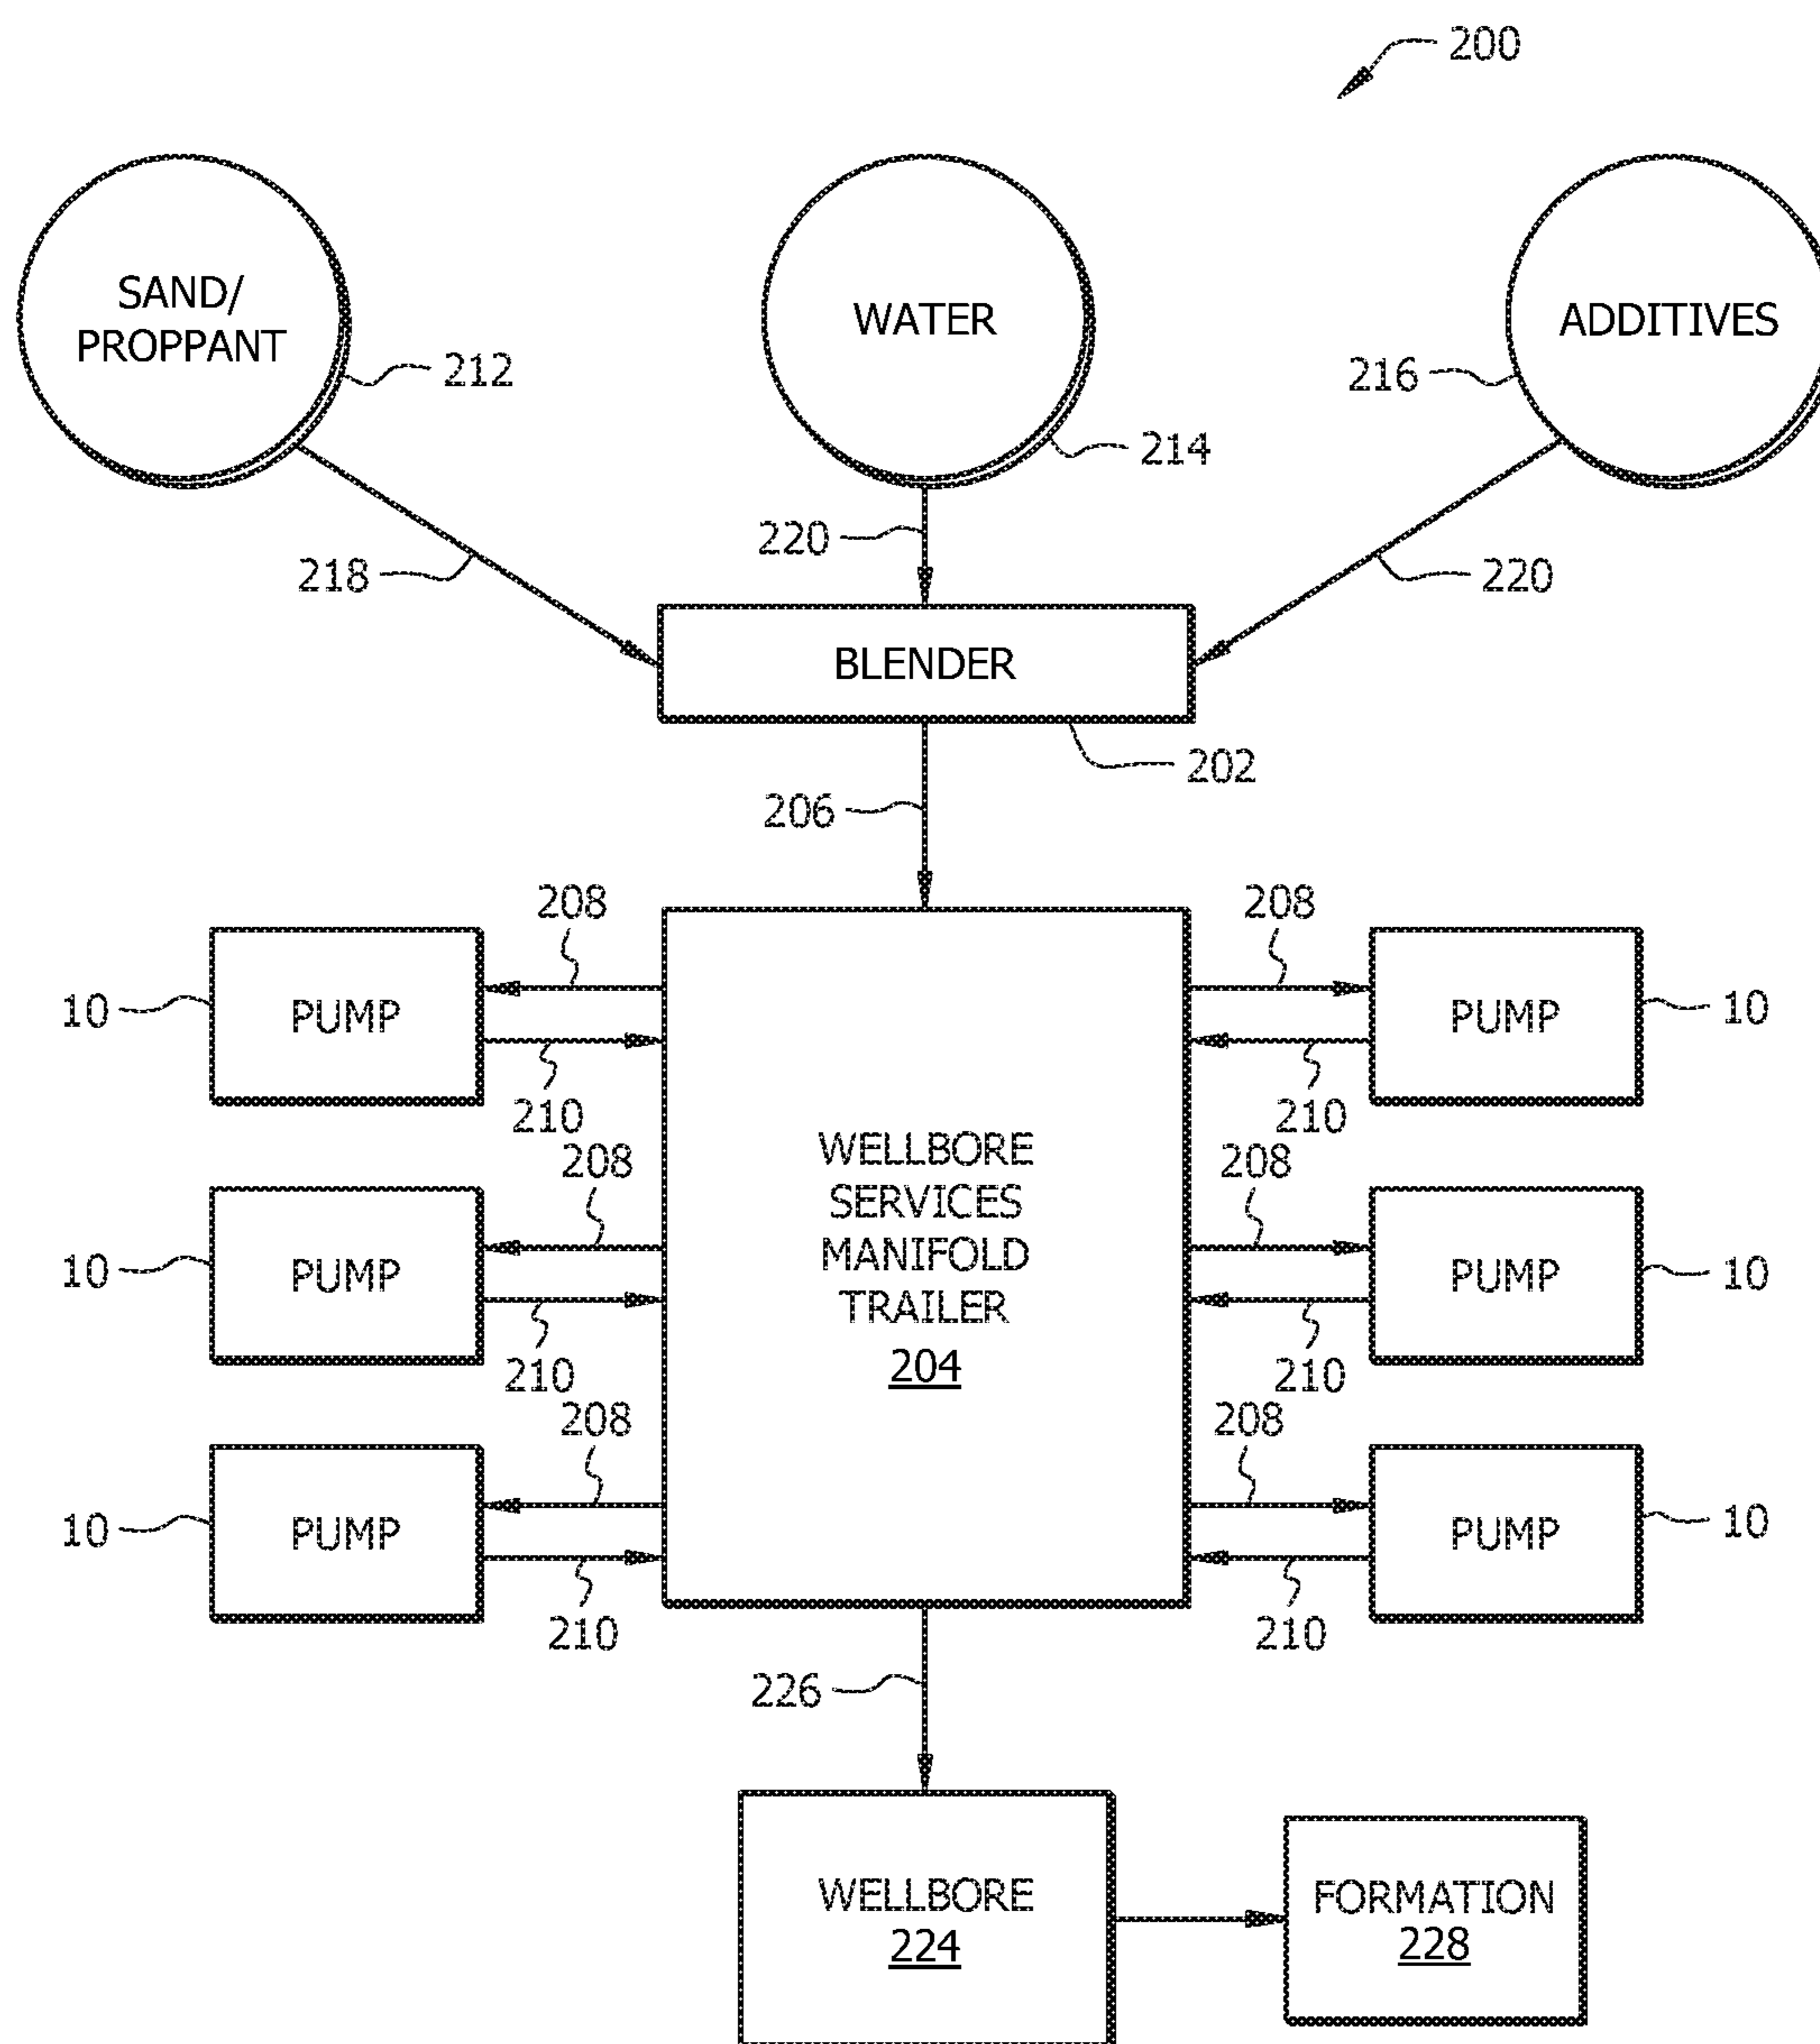 200
SAND/
PROPPANT
WATER
ADDITIVES
212
216
214
220
218
220
BLENDER
202
206
208
208
10
PUMP
PUMP
10
210
210
WELLBORE
SERVICES
MANIFOLD
TRAILER
204
208
208
10
PUMP
PUMP
10
210
210
208
208
10
PUMP
PUMP
10
210
210
226
WELLBORE
224
FORMATION
228